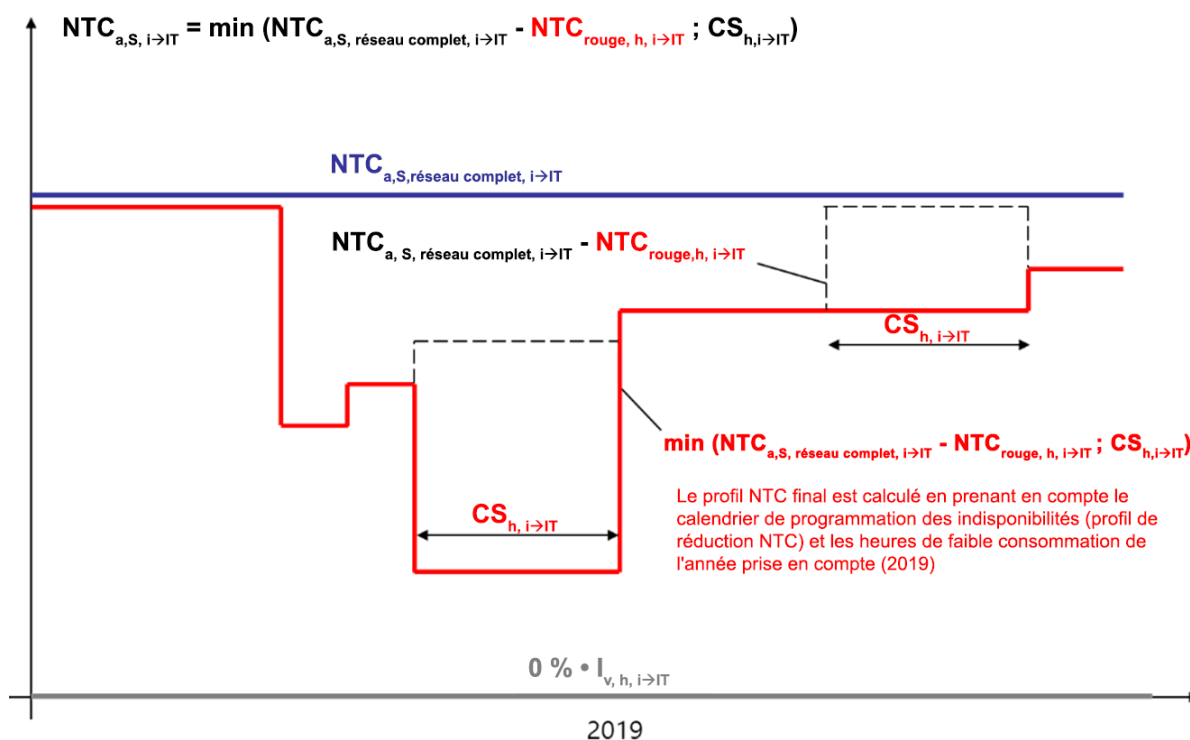 NTCa,S, i→IT = min (NTCa,S, réseau complet, i→IT - NTCrouge, h, i→IT ; CSh,i→IT)
NTCa,S,réseau complet, i→IT
NTCa, S, réseau complet, i→IT - NTCrouge,h, i→IT
CSh, i→IT
min (NTCa,S, réseau complet, i→IT - NTCrouge, h, i→IT ; CSh,i→IT)
Le profil NTC final est calculé en prenant en compte le
calendrier de programmation des indisponibilités (profil de
réduction NTC) et les heures de faible consommation de
l'année prise en compte (2019)
CSh, i→IT
0 % • Iv, h, i→IT
2019